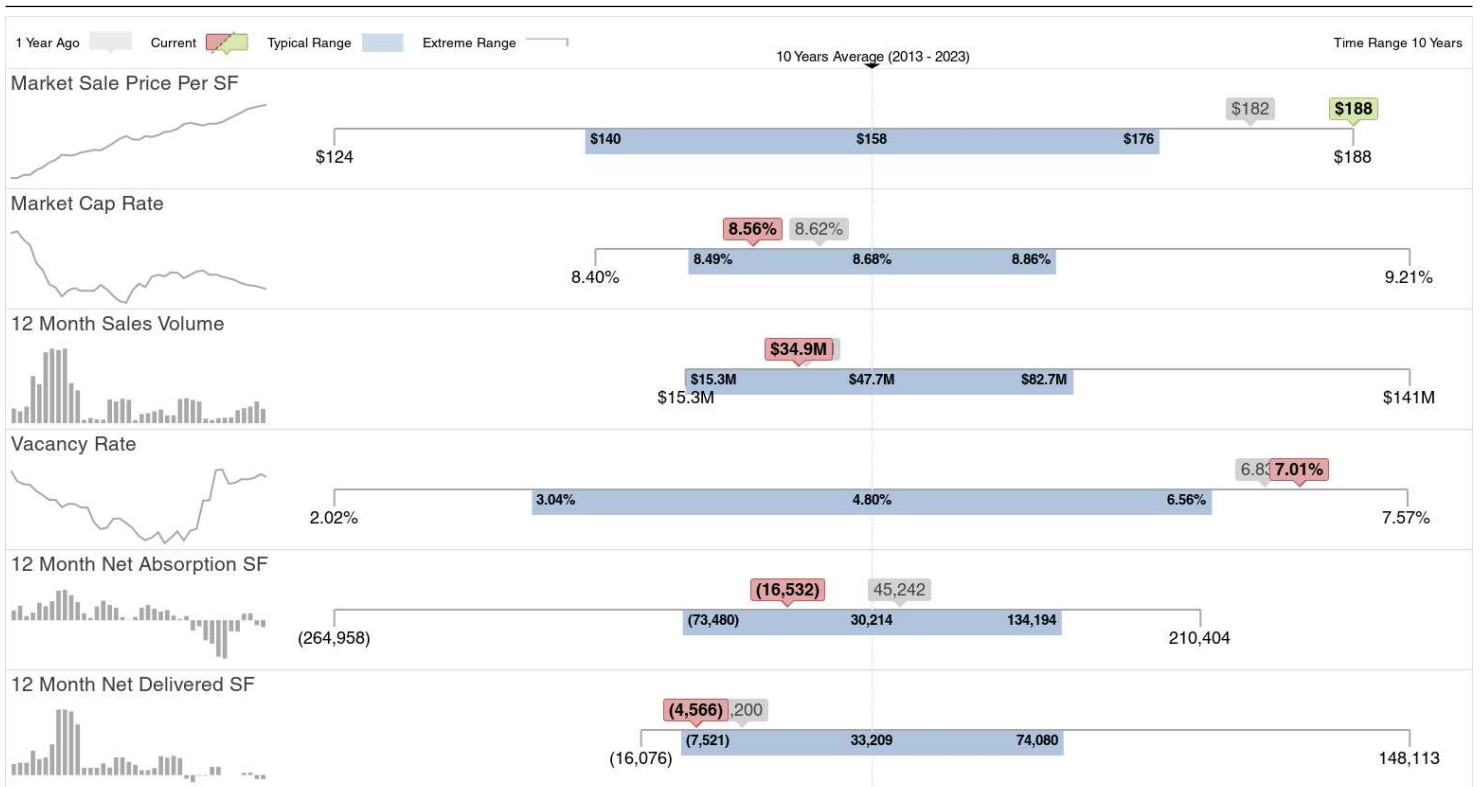 1 Year Ago Current Typical Range Extreme Range Time Range 10 Years
10 Years Average (2013 - 2023)
Market Sale Price Per SF
$182 $188
$140 $158 $176
$124 $188
Market Cap Rate
8.56% 8.62%
8.49% 8.68% 8.86%
8.40% 9.21%
12 Month Sales Volume
$34.9M
$15.3M $47.7M $82.7M
$15.3M $141M
Vacancy Rate
7.01%
3.04% 4.80% 6.56%
2.02% 7.57%
12 Month Net Absorption SF
(16,532) 45,242
(73,480) 30,214 134,194
(264,958) 210,404
12 Month Net Delivered SF
(4,566) ,200
(7,521) 33,209 74,080
(16,076) 148,113